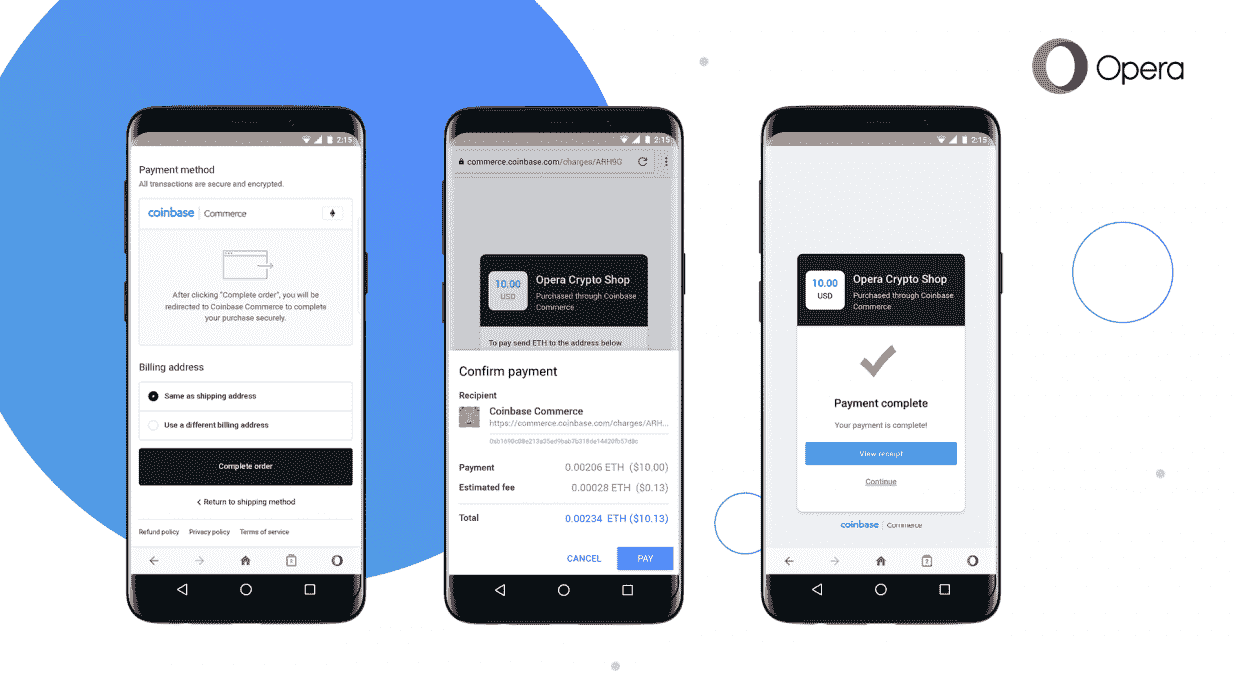 Opera
2:15
Payment method
All transactions are secure and encrypted.
coinbase Commerce
After clicking "Complete order", you will be
redirected to Coinbase Commerce to complete
your purchase securely.
Billing address
Same as shipping address
Use a different billing address
Complete order
Return to shipping method
Refund policy Privacy policy Terms of service
2:15
commerce.coinbase.com/charges/ARH9G
10.00
USD
Opera Crypto Shop
Purchased through Coinbase
Commerce
To pay send ETH to the address below
Confirm payment
Recipient
Coinbase Commerce
https://commerce.coinbase.com/charges/ARH...
Payment 0.00206 ETH ($10.00)
Estimated fee 0.00028 ETH ($0.13)
Total 0.00234 ETH ($10.13)
CANCEL PAY
2:15
10.00
USD
Opera Crypto Shop
Purchased through Coinbase
Commerce
Payment complete
Your payment is complete!
View receipt
Continue
coinbase Commerce